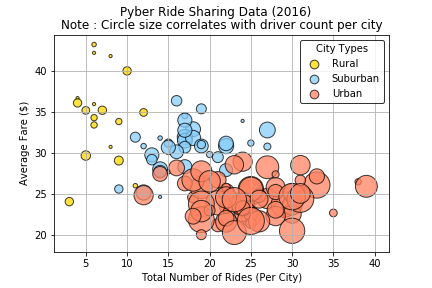 Pyber Ride Sharing Data (2016)
Note : Circle size correlates with driver count per city
City Types
Rural
Suburban
Urban
Average Fare ($)
40
35
30
25
20
5
10
15
20
25
30
35
40
Total Number of Rides (Per City)